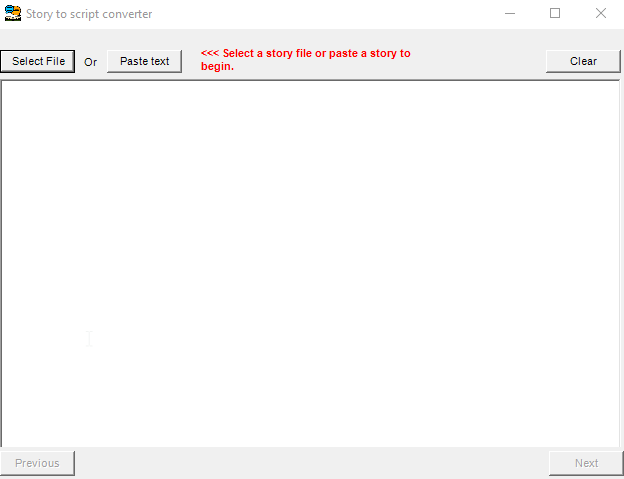 Story to script converter
Select File Or Paste text <<< Select a story file or paste a story to
begin. Clear
Previous Next